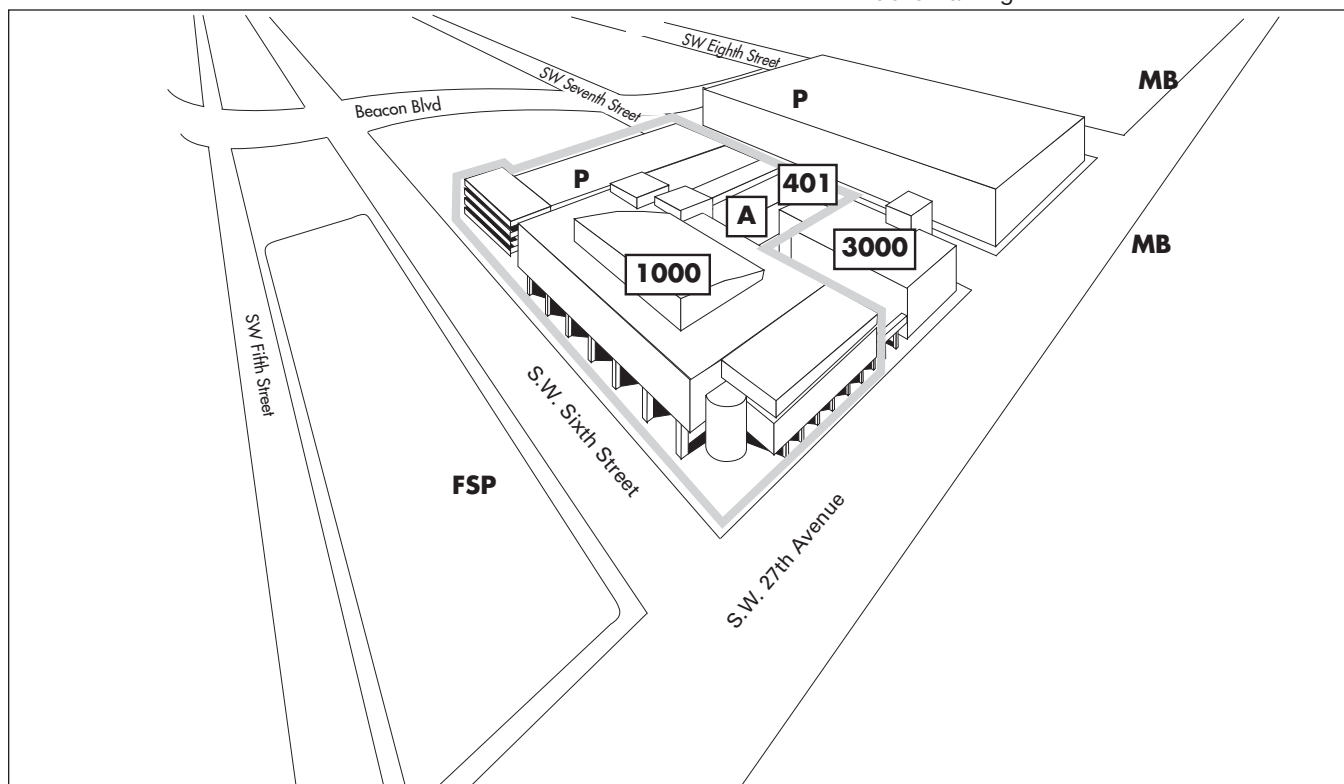 SW Eighth Street
SW Seventh Street
Beacon Blvd
P
MB
P
401
A
3000
1000
MB
SW Fifth Street
S.W. Sixth Street
FSP
S.W. 27th Avenue